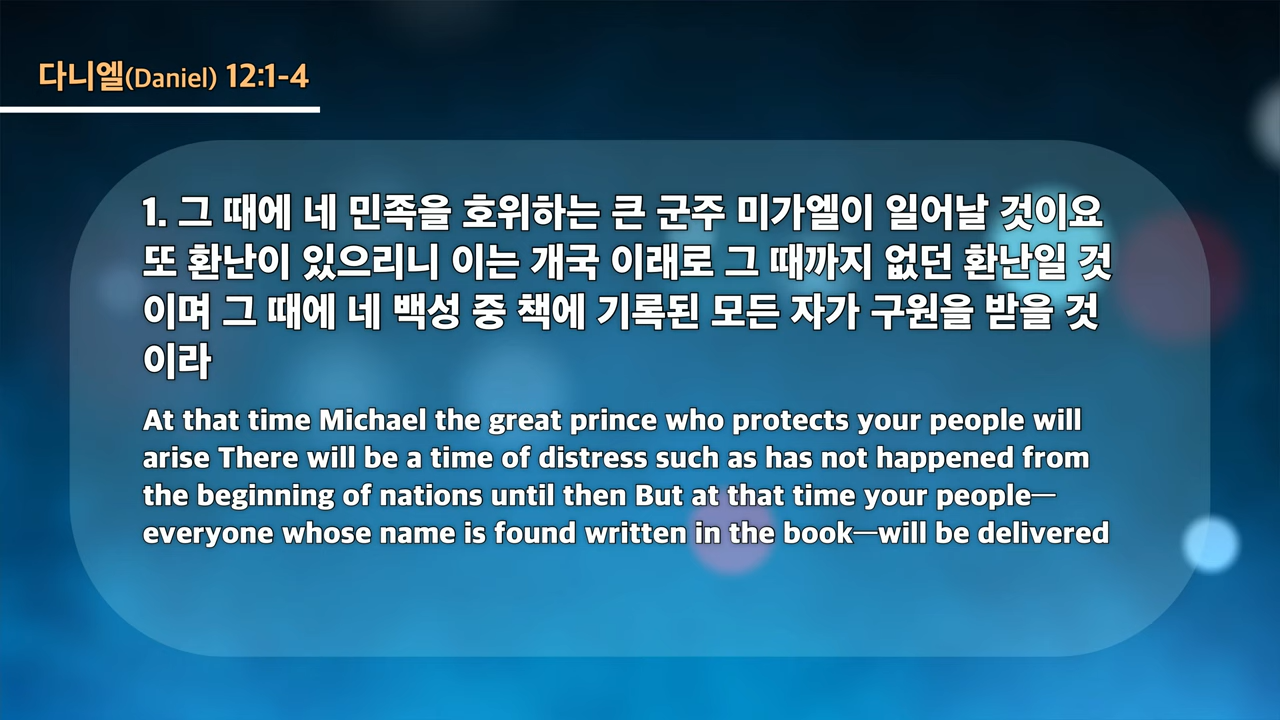 다니엘(Daniel) 12:1-4
1. 그 때에 네 민족을 호위하는 큰 군주 미가엘이 일어날 것이요
또 환난이 있으리니 이는 개국 이래로 그 때까지 없던 환난일 것
이며 그 때에 네 백성 중 책에 기록된 모든 자가 구원을 받을 것
이라
At that time Michael the great prince who protects your people will
arise There will be a time of distress such as has not happened from
the beginning of nations until then But at that time your people—
everyone whose name is found written in the book—will be delivered